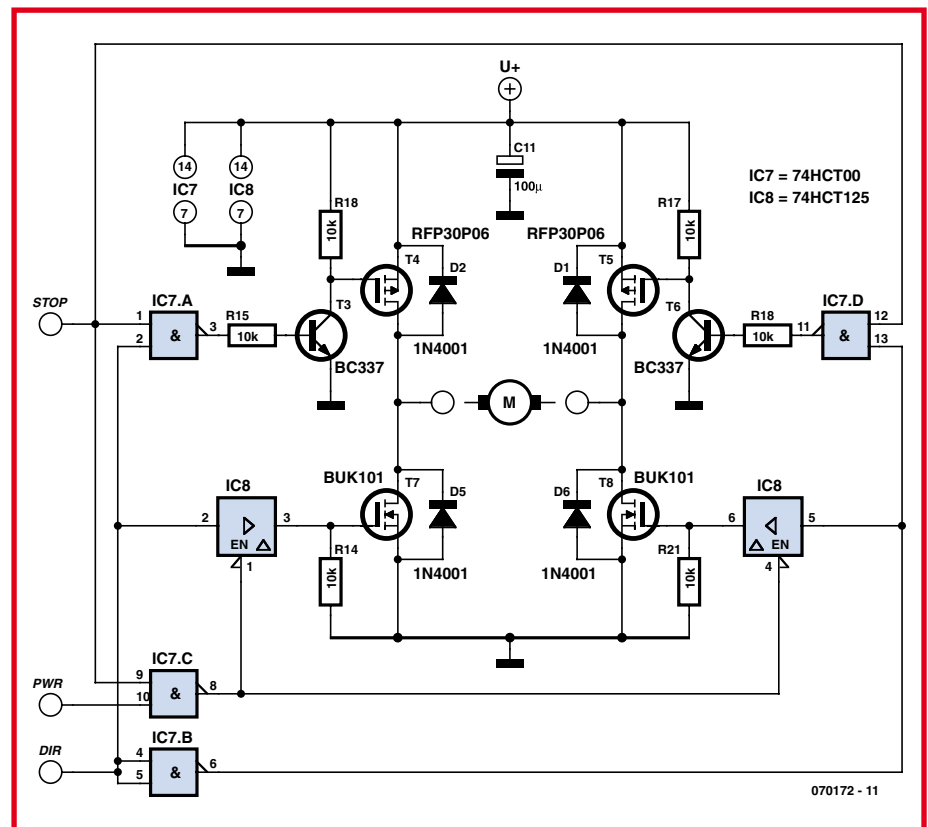 U+
C11
100µ
14
14
IC7
IC8
7
7
IC7 = 74HCT00
IC8 = 74HCT125
R18
10k
R17
10k
RFP30P06
RFP30P06
T4
D2
D1
T5
STOP
IC7.A
1
2
&
3
R15
10k
T3
BC337
1N4001
1N4001
T6
BC337
R18
10k
11
IC7.D
&
12
13
M
BUK101
BUK101
IC8
2
EN
3
1
T7
D5
D6
T8
IC8
6
EN
5
4
R14
10k
1N4001
1N4001
R21
10k
IC7.C
9
10
&
8
PWR
IC7.B
DIR
4
5
&
6
070172 - 11